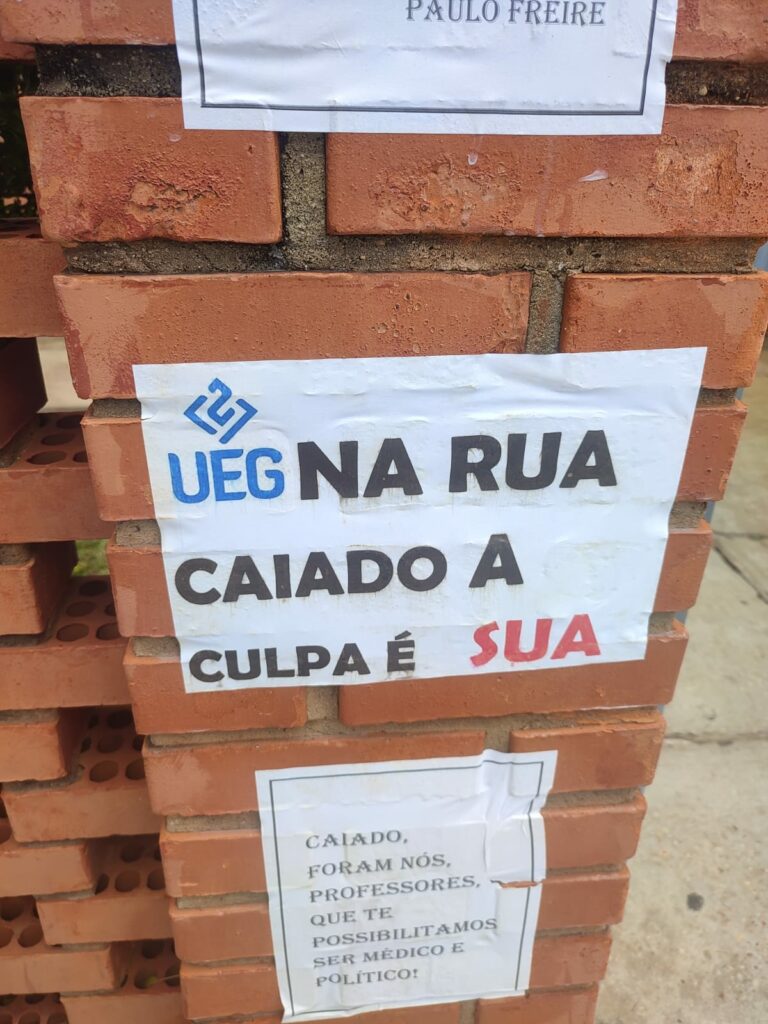 PAULO FREIRE
UEG NA RUA
CAIADO A
CULPA É SUA
CAIADO,
FORAM NÓS,
PROFESSORES,
QUE TE
POSSIBILITAMOS
SER MÉDICO E
POLÍTICO!